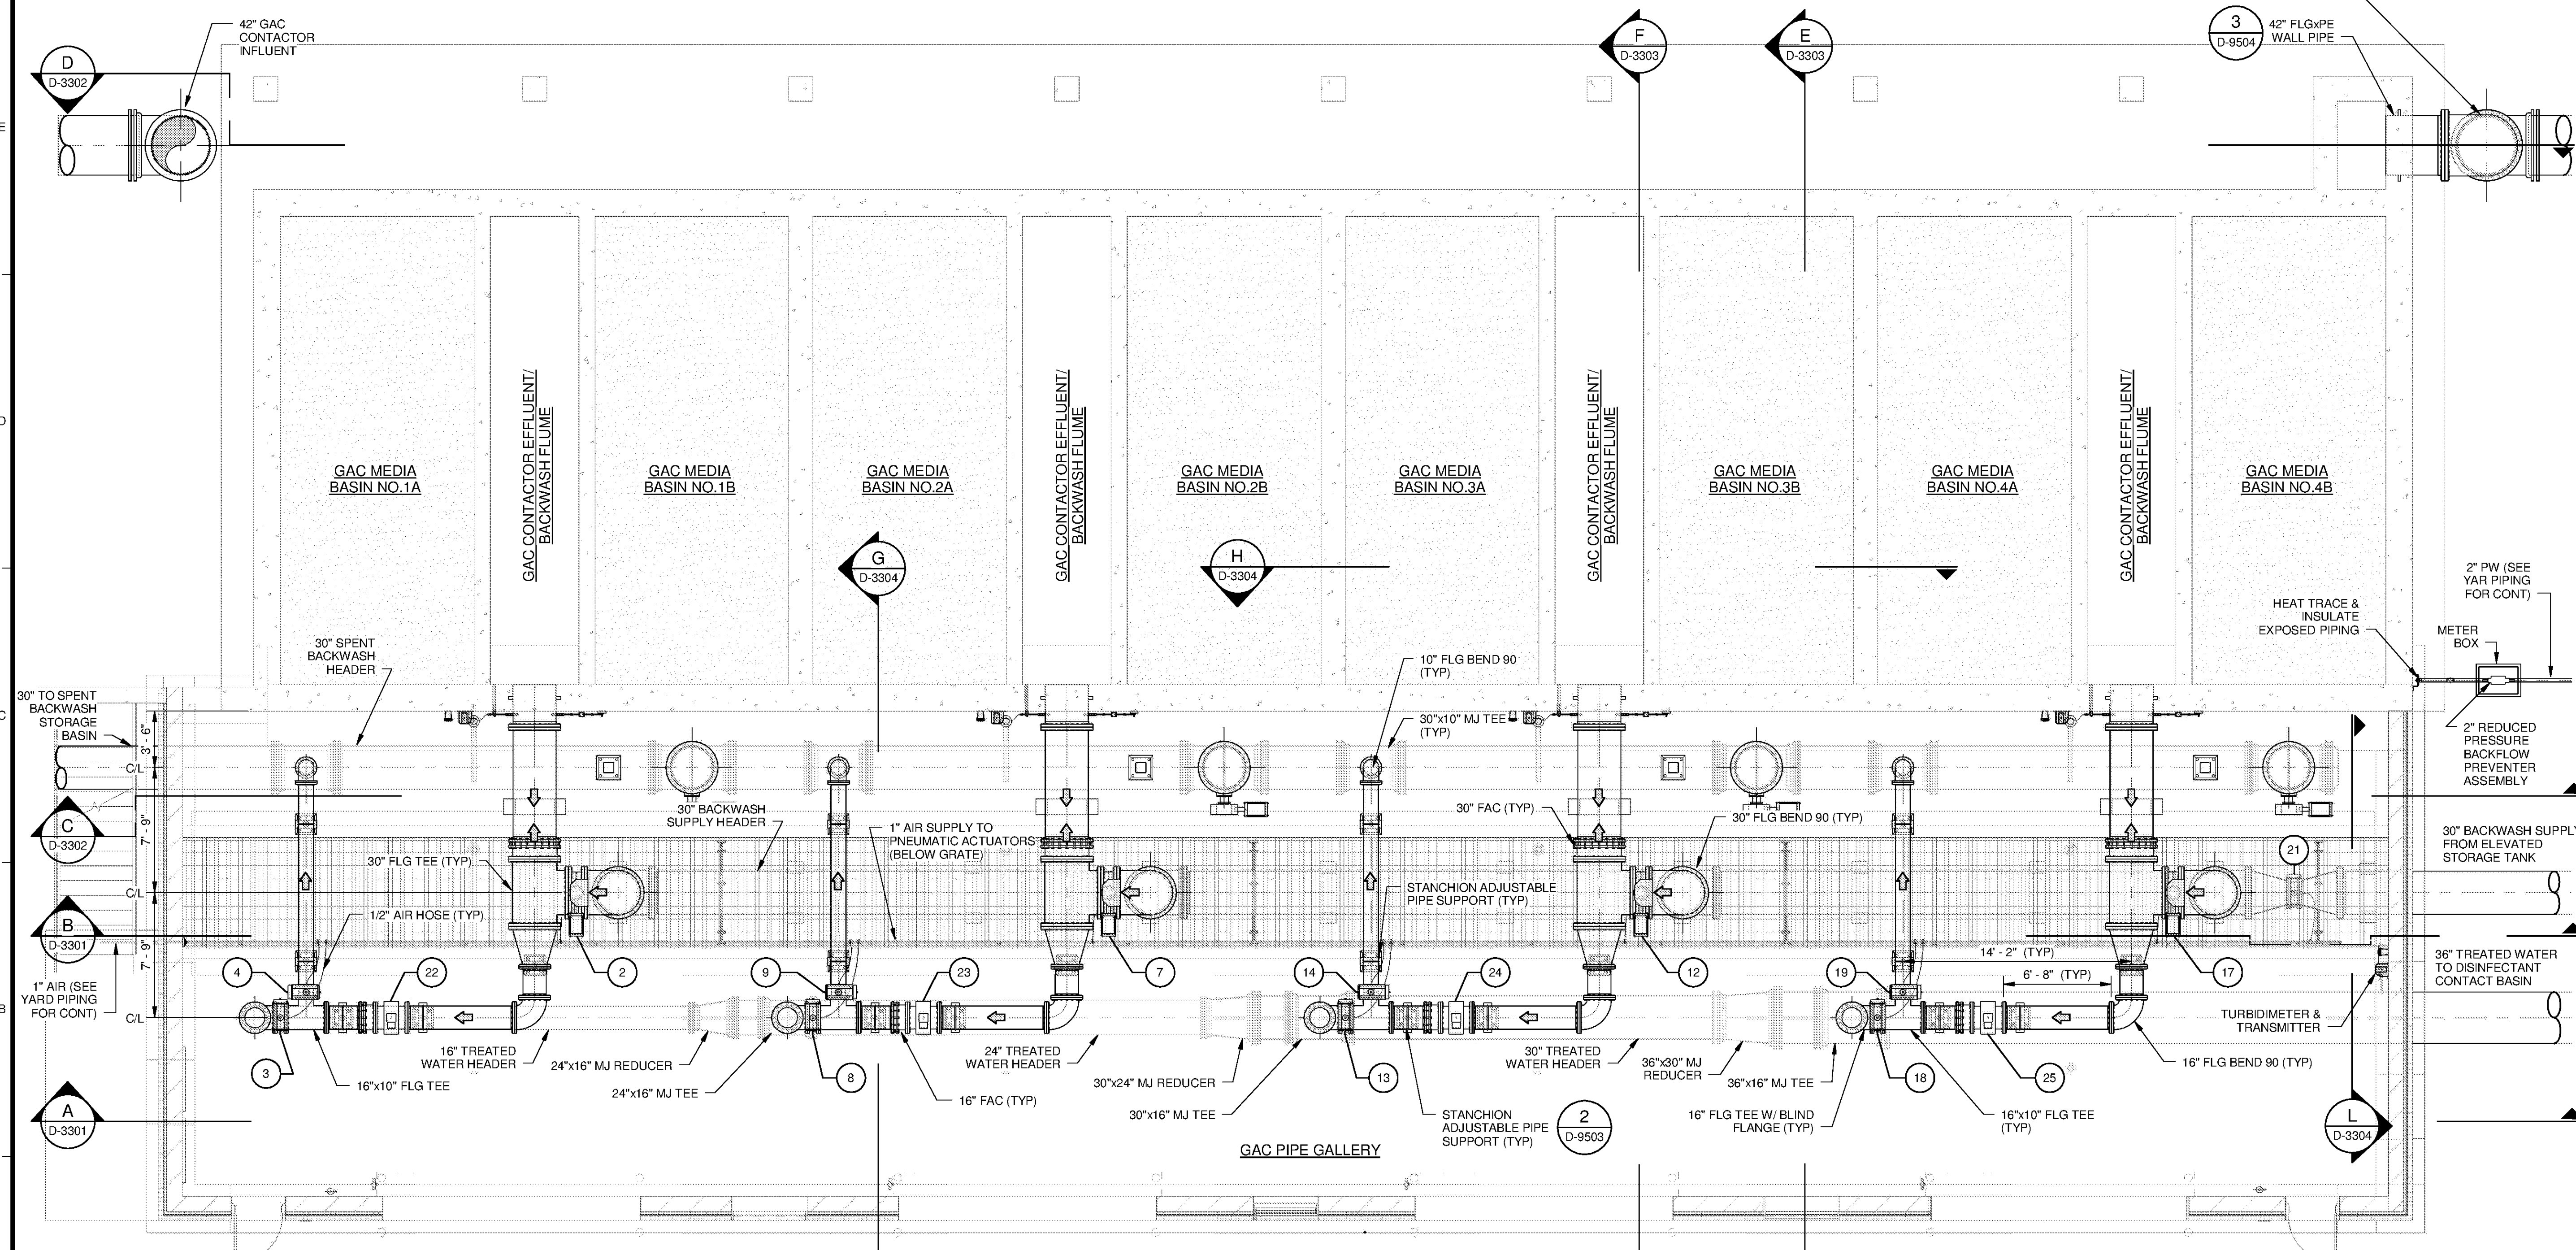 42" GAC
CONTACTOR
INFLUENT
D
D-3302
F
D-3303
E
D-3303
3
D-9504
42" FLGxPE
WALL PIPE
E
D
C
B
GAC CONTACTOR EFFLUENT/
BACKWASH FLUME
GAC CONTACTOR EFFLUENT/
BACKWASH FLUME
GAC CONTACTOR EFFLUENT/
BACKWASH FLUME
GAC CONTACTOR EFFLUENT/
BACKWASH FLUME
GAC MEDIA
BASIN NO.1A
GAC MEDIA
BASIN NO.1B
GAC MEDIA
BASIN NO.2A
GAC MEDIA
BASIN NO.2B
GAC MEDIA
BASIN NO.3A
GAC MEDIA
BASIN NO.3B
GAC MEDIA
BASIN NO.4A
GAC MEDIA
BASIN NO.4B
G
D-3304
H
D-3304
2" PW (SEE
YAR PIPING
FOR CONT)
HEAT TRACE &
INSULATE
EXPOSED PIPING
METER
BOX
2" REDUCED
PRESSURE
BACKFLOW
PREVENTER
ASSEMBLY
30" SPENT
BACKWASH
HEADER
30" TO SPENT
BACKWASH
STORAGE
BASIN
10" FLG BEND 90
(TYP)
30"x10" MJ TEE
(TYP)
3' - 6"
C/L
7' - 9"
C/L
7' - 9"
C/L
C
D-3302
B
D-3301
A
D-3301
30" BACKWASH
SUPPLY HEADER
1" AIR SUPPLY TO
PNEUMATIC ACTUATORS
(BELOW GRATE)
30" FAC (TYP)
30" FLG BEND 90 (TYP)
30" FLG TEE (TYP)
1/2" AIR HOSE (TYP)
STANCHION ADJUSTABLE
PIPE SUPPORT (TYP)
30" BACKWASH SUPPLY
FROM ELEVATED
STORAGE TANK
21
14' - 2" (TYP)
6' - 8" (TYP)
36" TREATED WATER
TO DISINFECTANT
CONTACT BASIN
1" AIR (SEE
YARD PIPING
FOR CONT)
4
22
2
9
23
7
14
24
12
19
17
3
8
13
18
25
16" TREATED
WATER HEADER
16"x10" FLG TEE
24"x16" MJ REDUCER
24"x16" MJ TEE
24" TREATED
WATER HEADER
16" FAC (TYP)
30"x24" MJ REDUCER
30"x16" MJ TEE
30" TREATED
WATER HEADER
36"x30" MJ
REDUCER
36"x16" MJ TEE
16" FLG TEE W/ BLIND
FLANGE (TYP)
16"x10" FLG TEE
(TYP)
16" FLG BEND 90 (TYP)
TURBIDIMETER &
TRANSMITTER
STANCHION
ADJUSTABLE PIPE
SUPPORT (TYP)
2
D-9503
L
D-3304
GAC PIPE GALLERY